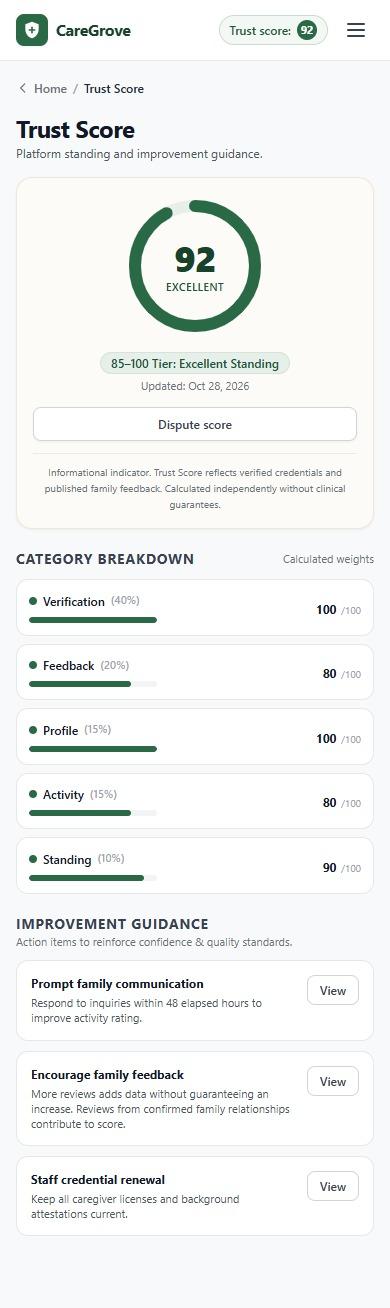 CareGrove
Trust score: 92
Home / Trust Score
Trust Score
Platform standing and improvement guidance.
92
EXCELLENT
85–100 Tier: Excellent Standing
Updated: Oct 28, 2026
Dispute score
Informational indicator. Trust Score reflects verified credentials and
published family feedback. Calculated independently without clinical
guarantees.
CATEGORY BREAKDOWN Calculated weights
Verification (40%) 100 /100
Feedback (20%) 80 /100
Profile (15%) 100 /100
Activity (15%) 80 /100
Standing (10%) 90 /100
IMPROVEMENT GUIDANCE
Action items to reinforce confidence & quality standards.
Prompt family communication
View
Respond to inquiries within 48 elapsed hours to
improve activity rating.
Encourage family feedback
View
More reviews adds data without guaranteeing an
increase. Reviews from confirmed family relationships
contribute to score.
Staff credential renewal
View
Keep all caregiver licenses and background
attestations current.